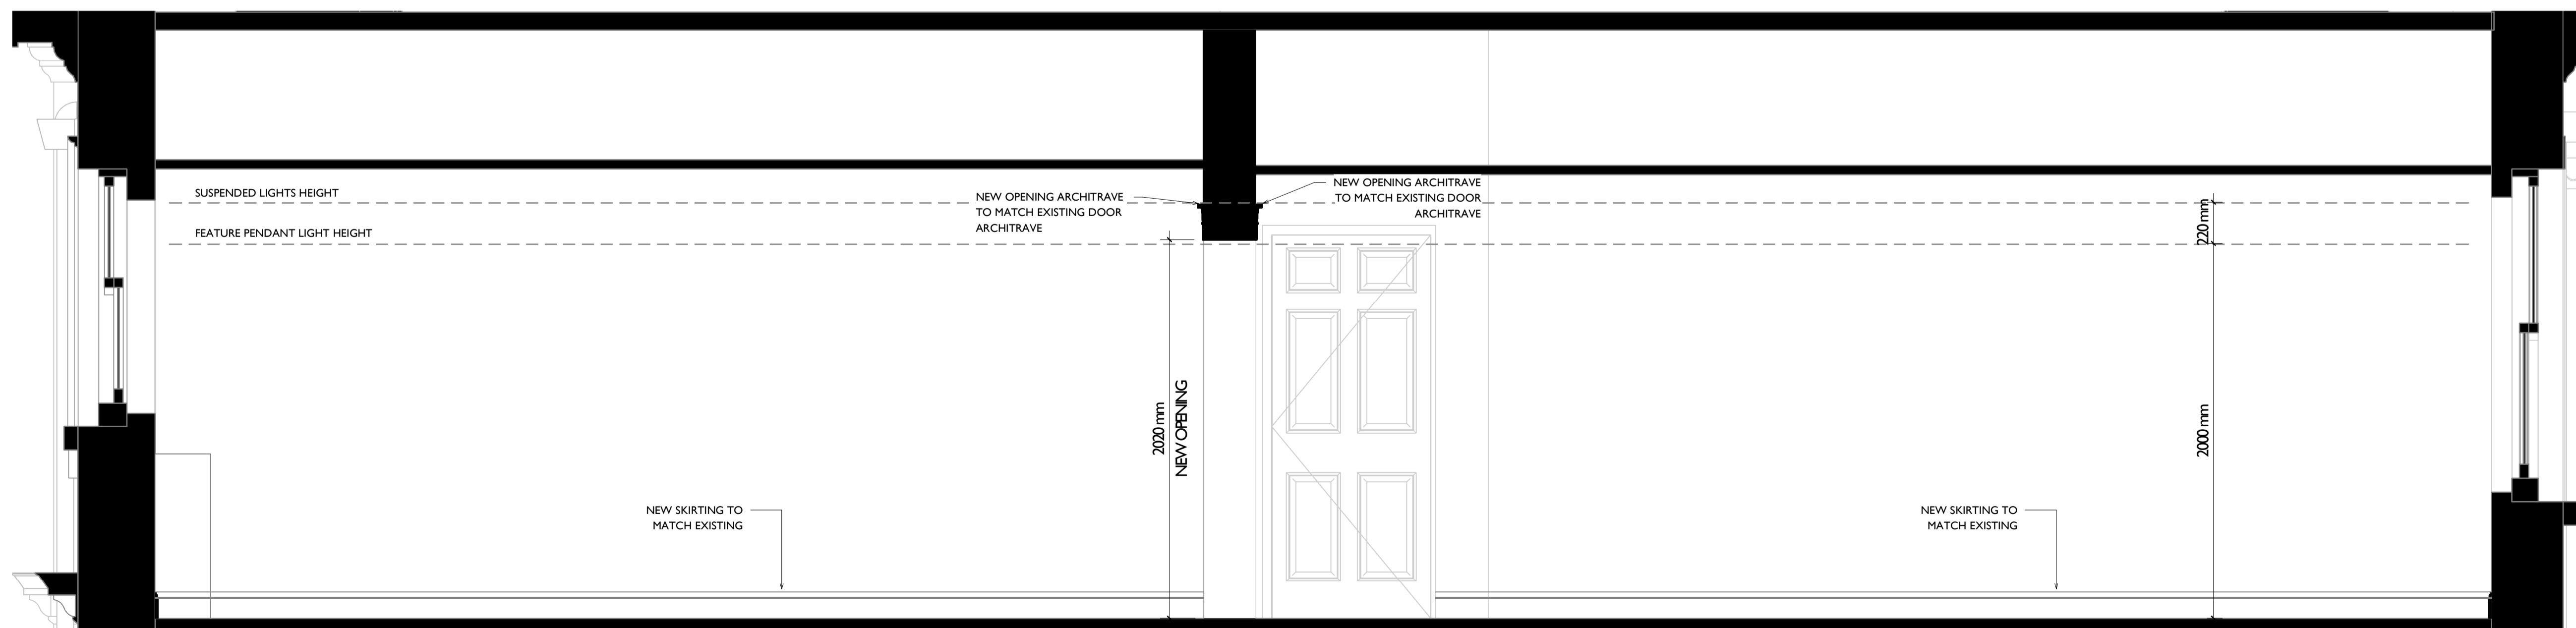 SUSPENDED LIGHTS HEIGHT
FEATURE PENDANT LIGHT HEIGHT
NEW OPENING ARCHITRAVE
TO MATCH EXISTING DOOR
ARCHITRAVE
NEW OPENING ARCHITRAVE
TO MATCH EXISTING DOOR
ARCHITRAVE
220 mm
2020 mm
NEW OPENING
2000 mm
NEW SKIRTING TO
MATCH EXISTING
NEW SKIRTING TO
MATCH EXISTING